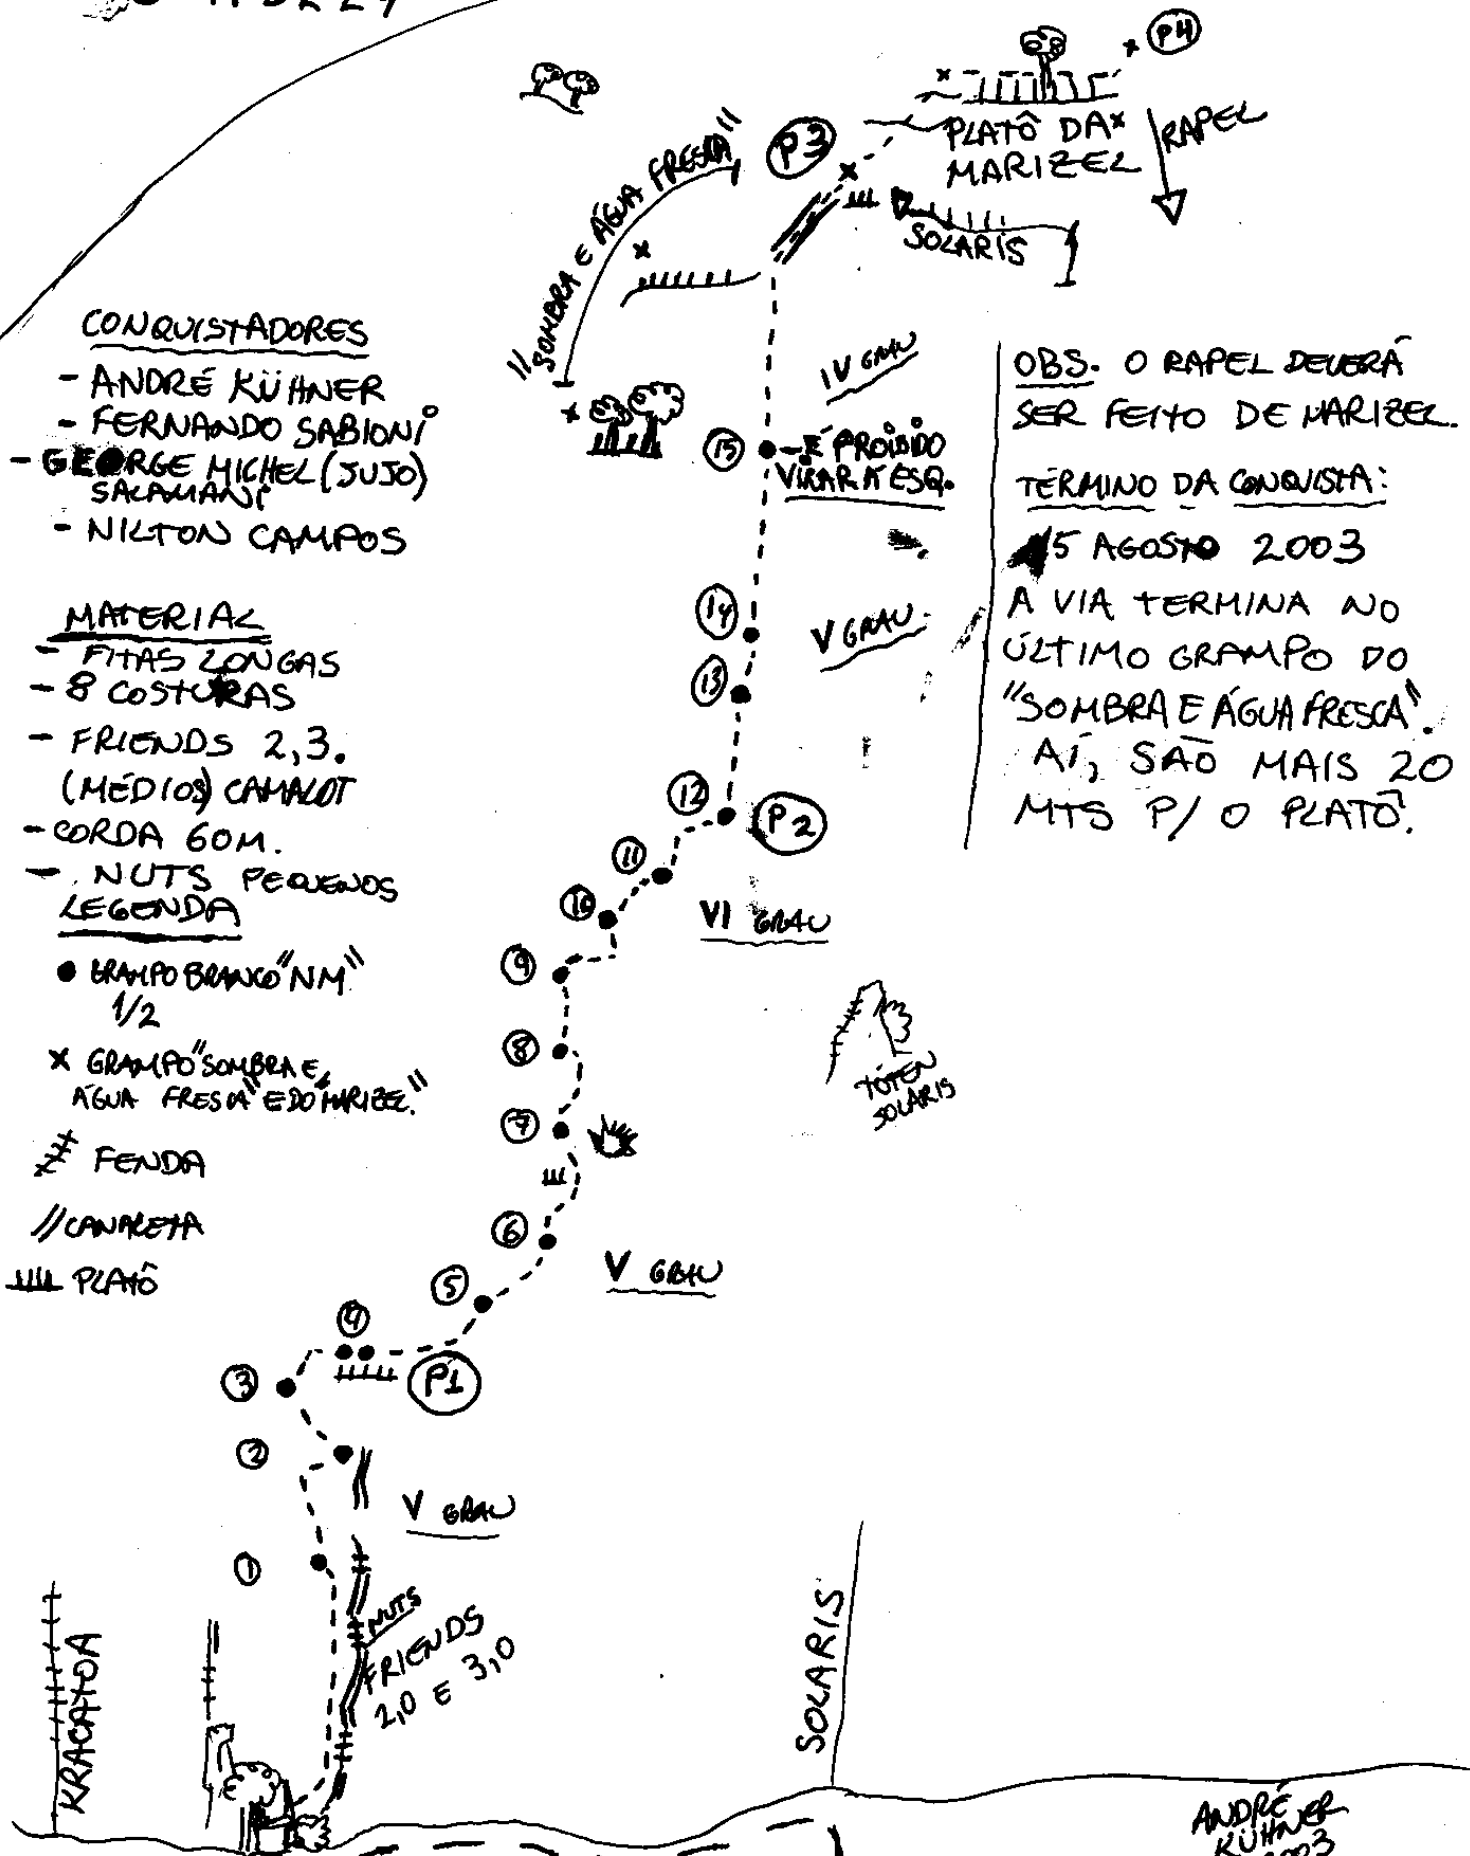 P4
PLATÔ DA
MARIZEL
RAPEL
P3
SOLARIS
"SOMBRA E ÁGUA FRESCA"
CONQUISTADORES
- ANDRÉ KÜHNER
- FERNANDO SABIONI
- GEORGE MICHEL (JUJO)
SALAMANI
- NILTON CAMPOS
MATERIAL
- FITAS LONGAS
- 8 COSTURAS
- FRIENDS 2,3.
(MÉDIOS) CAMALOT
- CORDA 60M.
- NUTS PEQUENOS
LEGENDA
● GRAMPO BRANCO "NM"
1/2
X GRAMPO "SOMBRA E
ÁGUA FRESCA" E DO "MARIZEL"
FENDA
// CANALETA
PLATÔ
OBS. O RAPEL DEVERÁ
SER FEITO DE MARIZEL.
TÉRMINO DA CONQUISTA:
15 AGOSTO 2003
A VIA TERMINA NO
ÚLTIMO GRAMPO DO
"SOMBRA E ÁGUA FRESCA".
AÍ, SÃO MAIS 20
MTS P/ O PLATÔ.
IV GRAU
15
- É PROIBIDO
VIRAR À ESQ.
14
V GRAU
13
12
P2
11
10
VI GRAU
9
8
TÓTEN
SOLARIS
7
6
V GRAU
5
4
3
P1
2
V GRAU
1
NUTS
FRIENDS
2,0 E 3,0
KRACATOA
SOLARIS
ANDRÉ
KÜHNER
2003